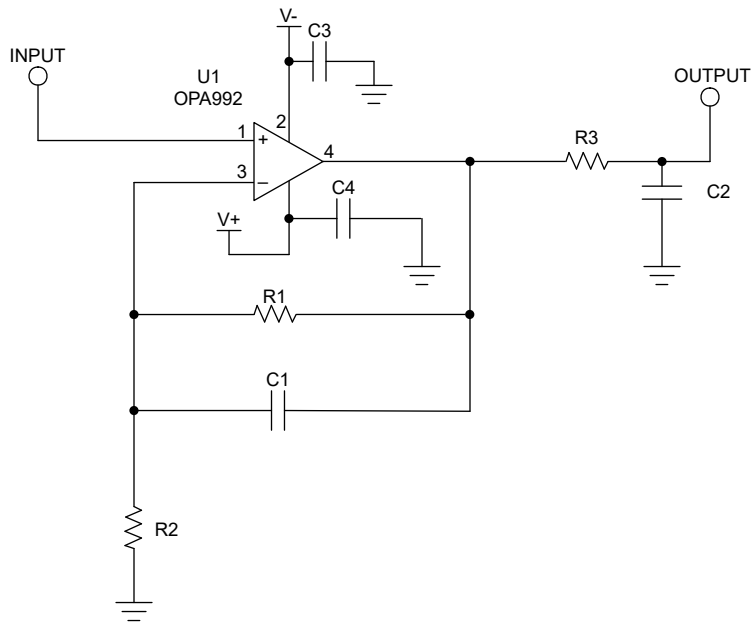 V-
C3
INPUT
U1
OPA992
OUTPUT
2
R3
1
+
4
3
–
C4
C2
V+
R1
C1
R2